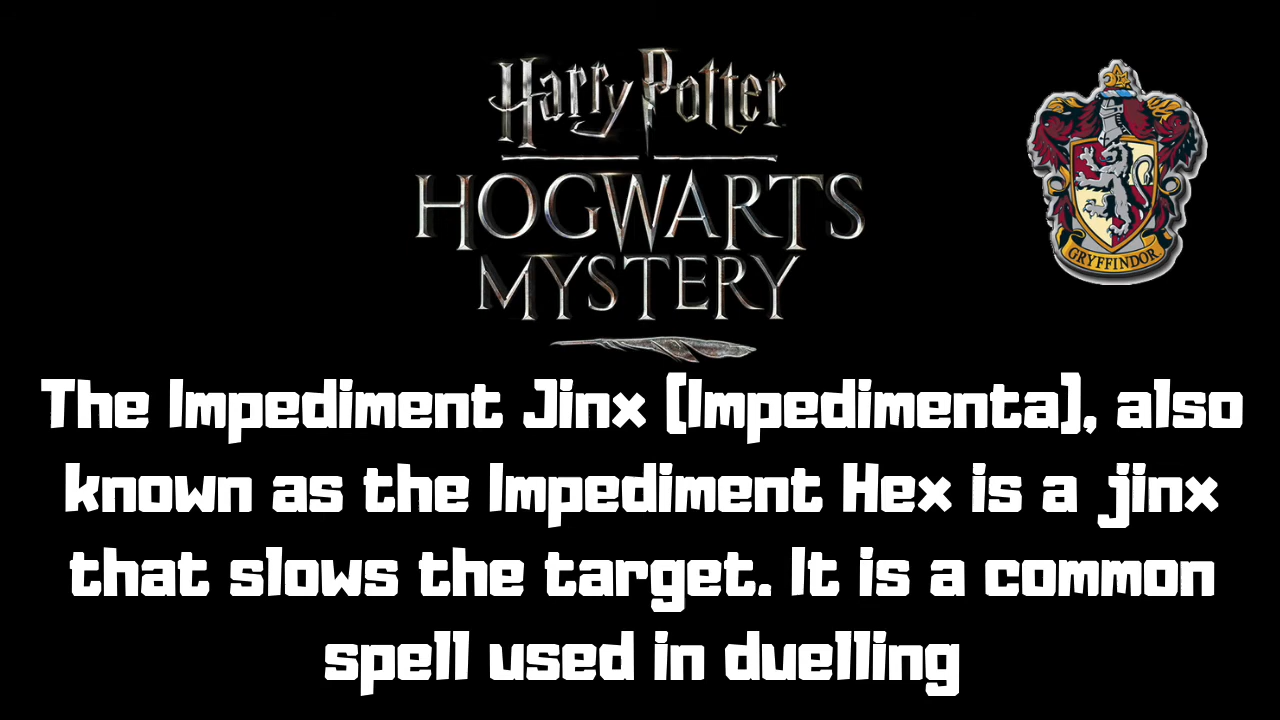 Harry Potter
HOGWARTS
MYSTERY
GRYFFINDOR
The Impediment Jinx (Impedimenta), also
known as the Impediment Hex is a jinx
that slows the target. It is a common
spell used in duelling